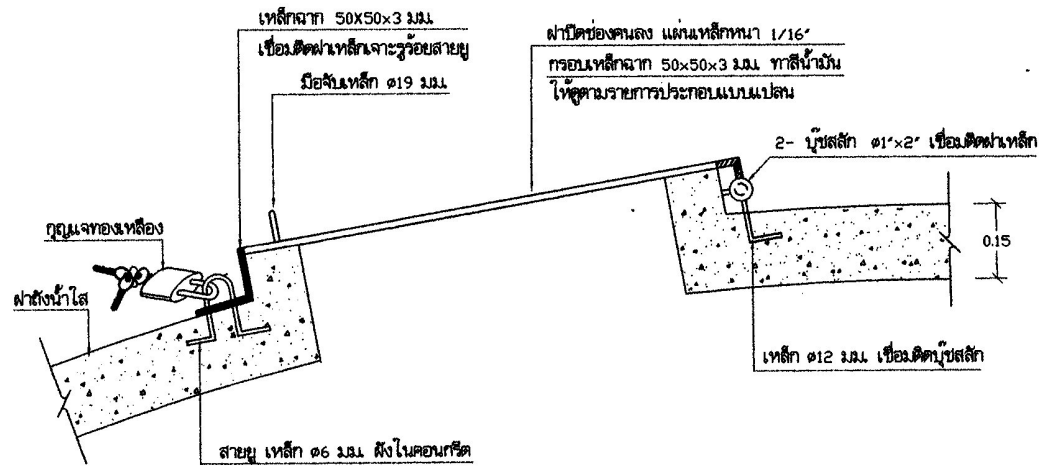 เหล็กฉาก 50X50x3 มม.
เชื่อมติดฝาเหล็กเจาะรูร้อยสายยู
มือจับเหล็ก ø19 มม.
ฝาปิดช่องคนลง แผ่นเหล็กหนา 1/16"
กรอบเหล็กฉาก 50x50x3 มม. ทาสีน้ำมัน
ให้ดูตามรายการประกอบแบบแปลน
2- บุ๊ชสลัก ø1"x2" เชื่อมติดฝาเหล็ก
กุญแจทองเหลือง
0.15
ฝาถังน้ำใส
เหล็ก ø12 มม. เชื่อมติดบุ๊ชสลัก
สายยู เหล็ก ø6 มม. ฝังในคอนกรีต